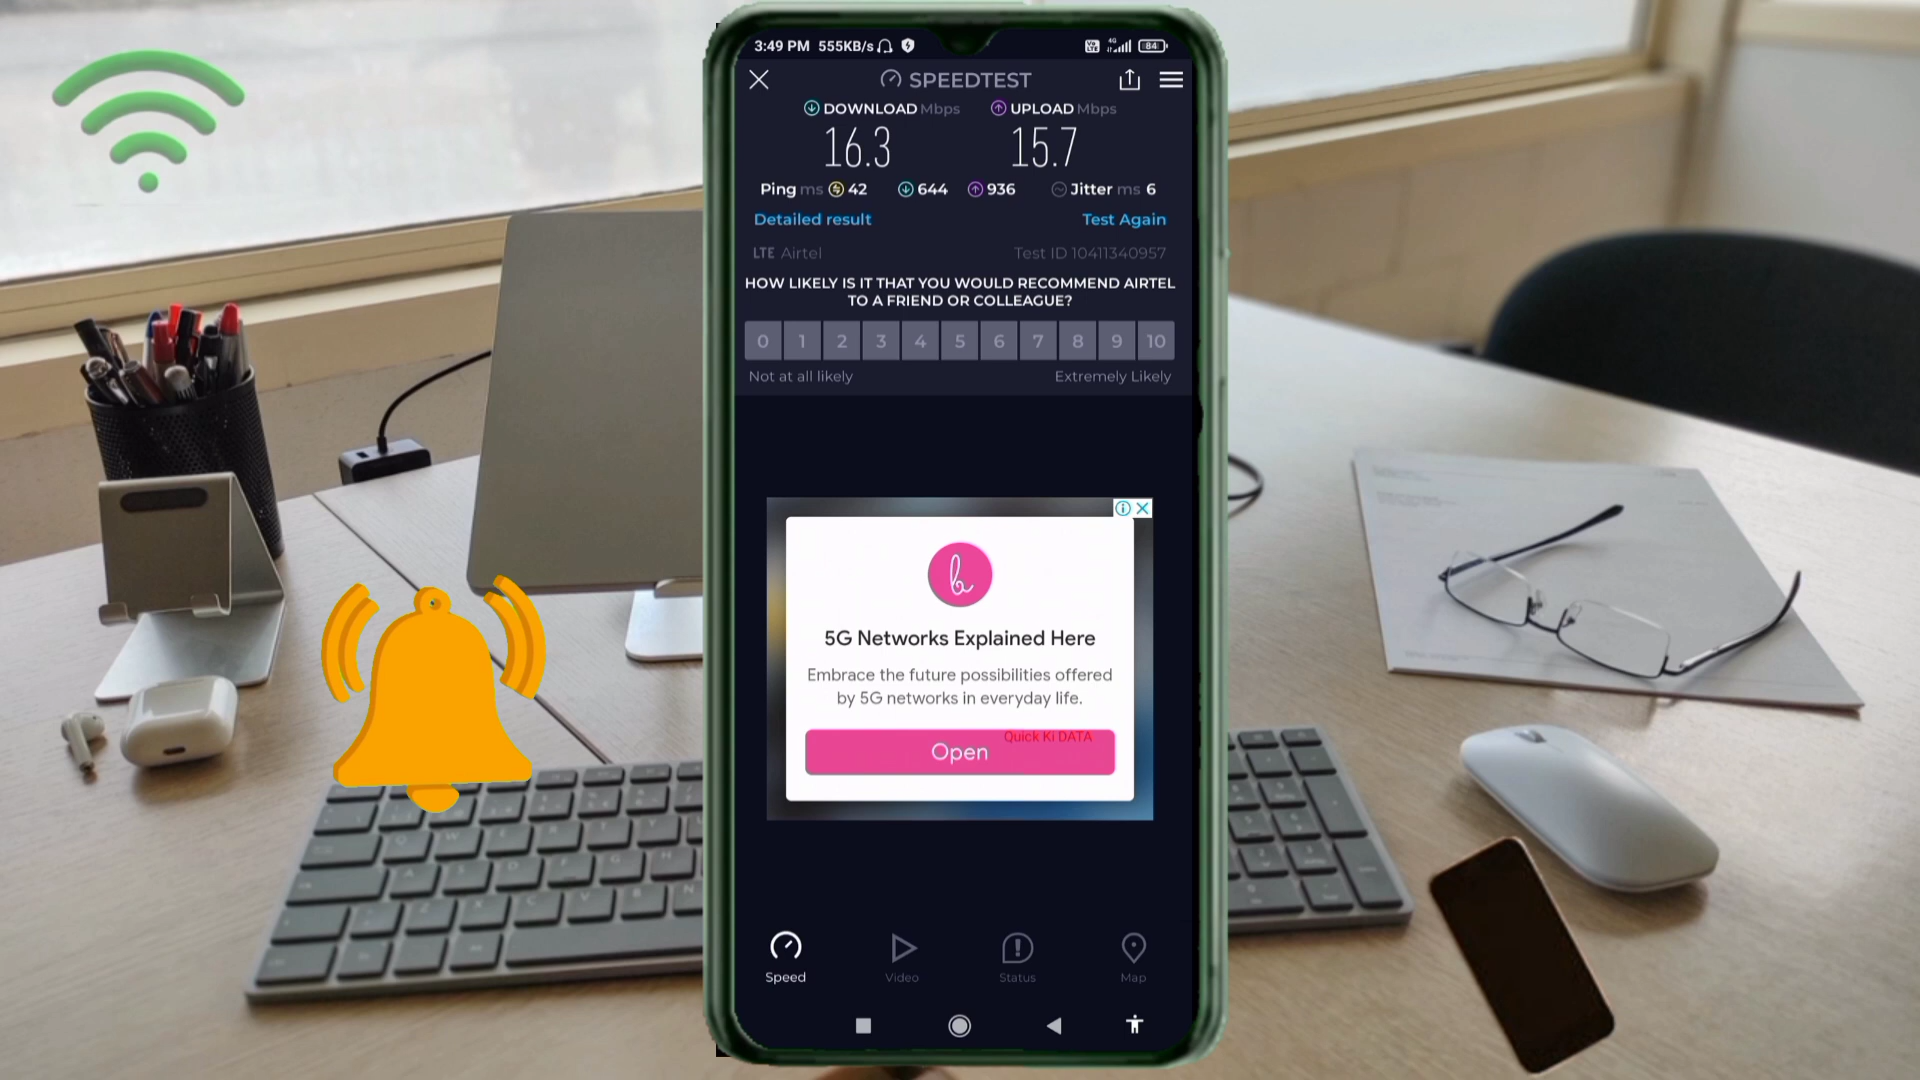 3:49 PM 555KB/s 4G 84
SPEEDTEST
DOWNLOAD Mbps UPLOAD Mbps
16.3 15.7
Ping ms 42 644 936 Jitter ms 6
Detailed result Test Again
LTE Airtel Test ID 10411340957
HOW LIKELY IS IT THAT YOU WOULD RECOMMEND AIRTEL
TO A FRIEND OR COLLEAGUE?
0 1 2 3 4 5 6 7 8 9 10
Not at all likely Extremely Likely
b
5G Networks Explained Here
Embrace the future possibilities offered
by 5G networks in everyday life.
Quick Ki DATA
Open
Speed Video Status Map